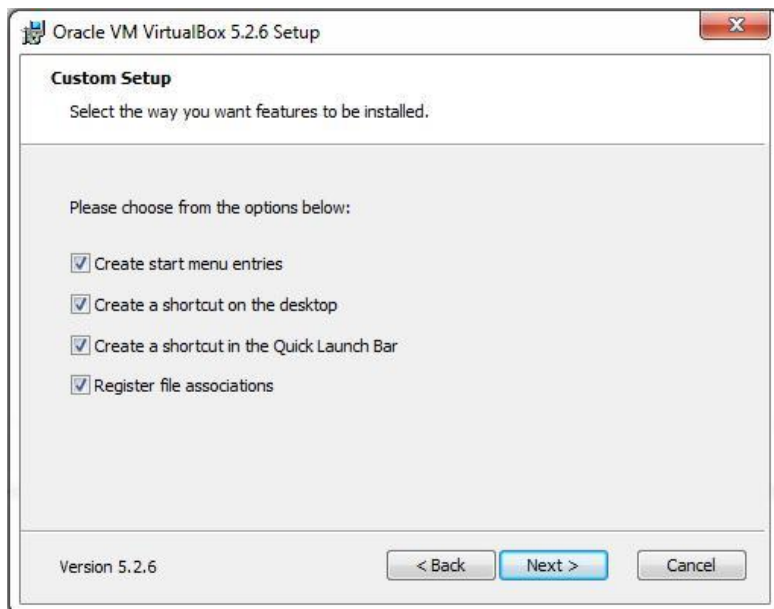 Oracle VM VirtualBox 5.2.6 Setup
Custom Setup
Select the way you want features to be installed.
Please choose from the options below:
Create start menu entries
Create a shortcut on the desktop
Create a shortcut in the Quick Launch Bar
Register file associations
Version 5.2.6
< Back
Next >
Cancel